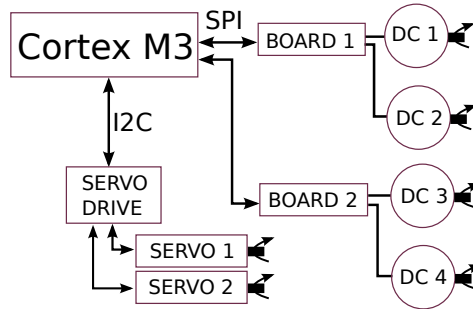 SPI
Cortex M3
BOARD 1
DC 1
DC 2
I2C
SERVO
DRIVE
BOARD 2
DC 3
SERVO 1
SERVO 2
DC 4